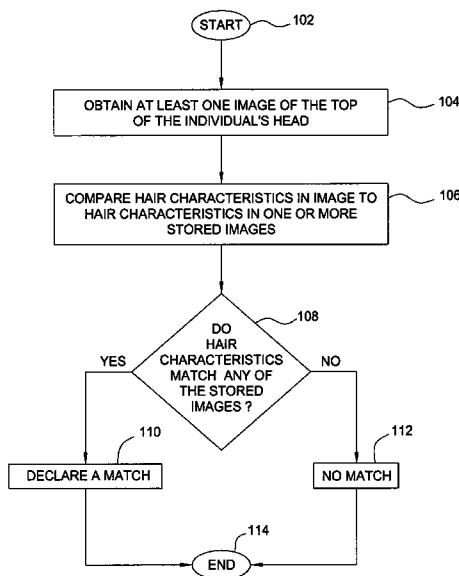 START
102
OBTAIN AT LEAST ONE IMAGE OF THE TOP
OF THE INDIVIDUAL'S HEAD
104
COMPARE HAIR CHARACTERISTICS IN IMAGE TO
HAIR CHARACTERISTICS IN ONE OR MORE
STORED IMAGES
106
108
DO
HAIR
CHARACTERISTICS
MATCH ANY OF
THE STORED
IMAGES ?
YES
NO
110
DECLARE A MATCH
112
NO MATCH
114
END